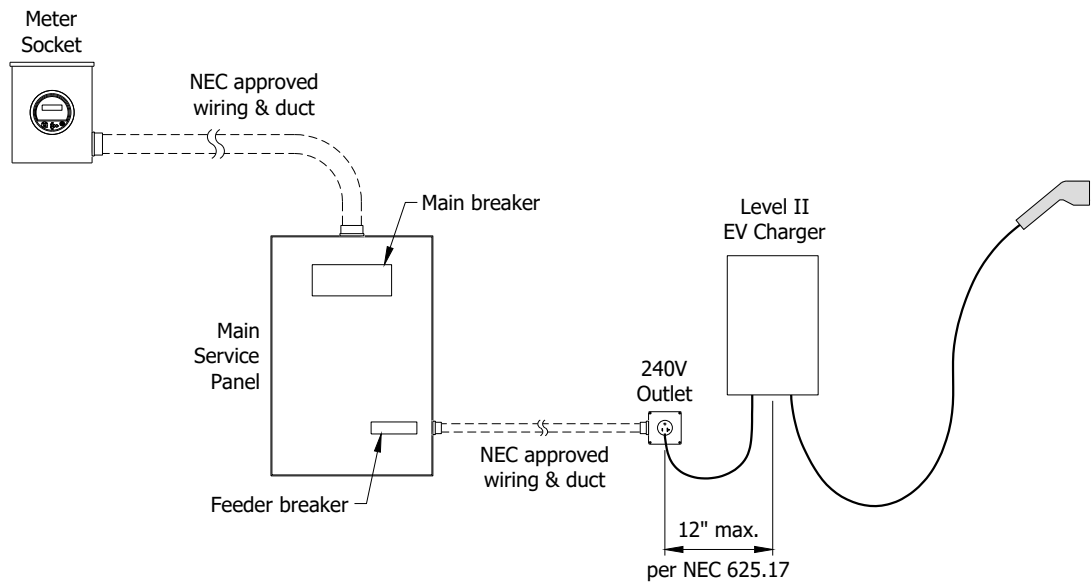 Meter
Socket
NEC approved
wiring & duct
Main breaker
Level II
EV Charger
Main
Service
Panel
240V
Outlet
NEC approved
wiring & duct
Feeder breaker
12" max.
per NEC 625.17